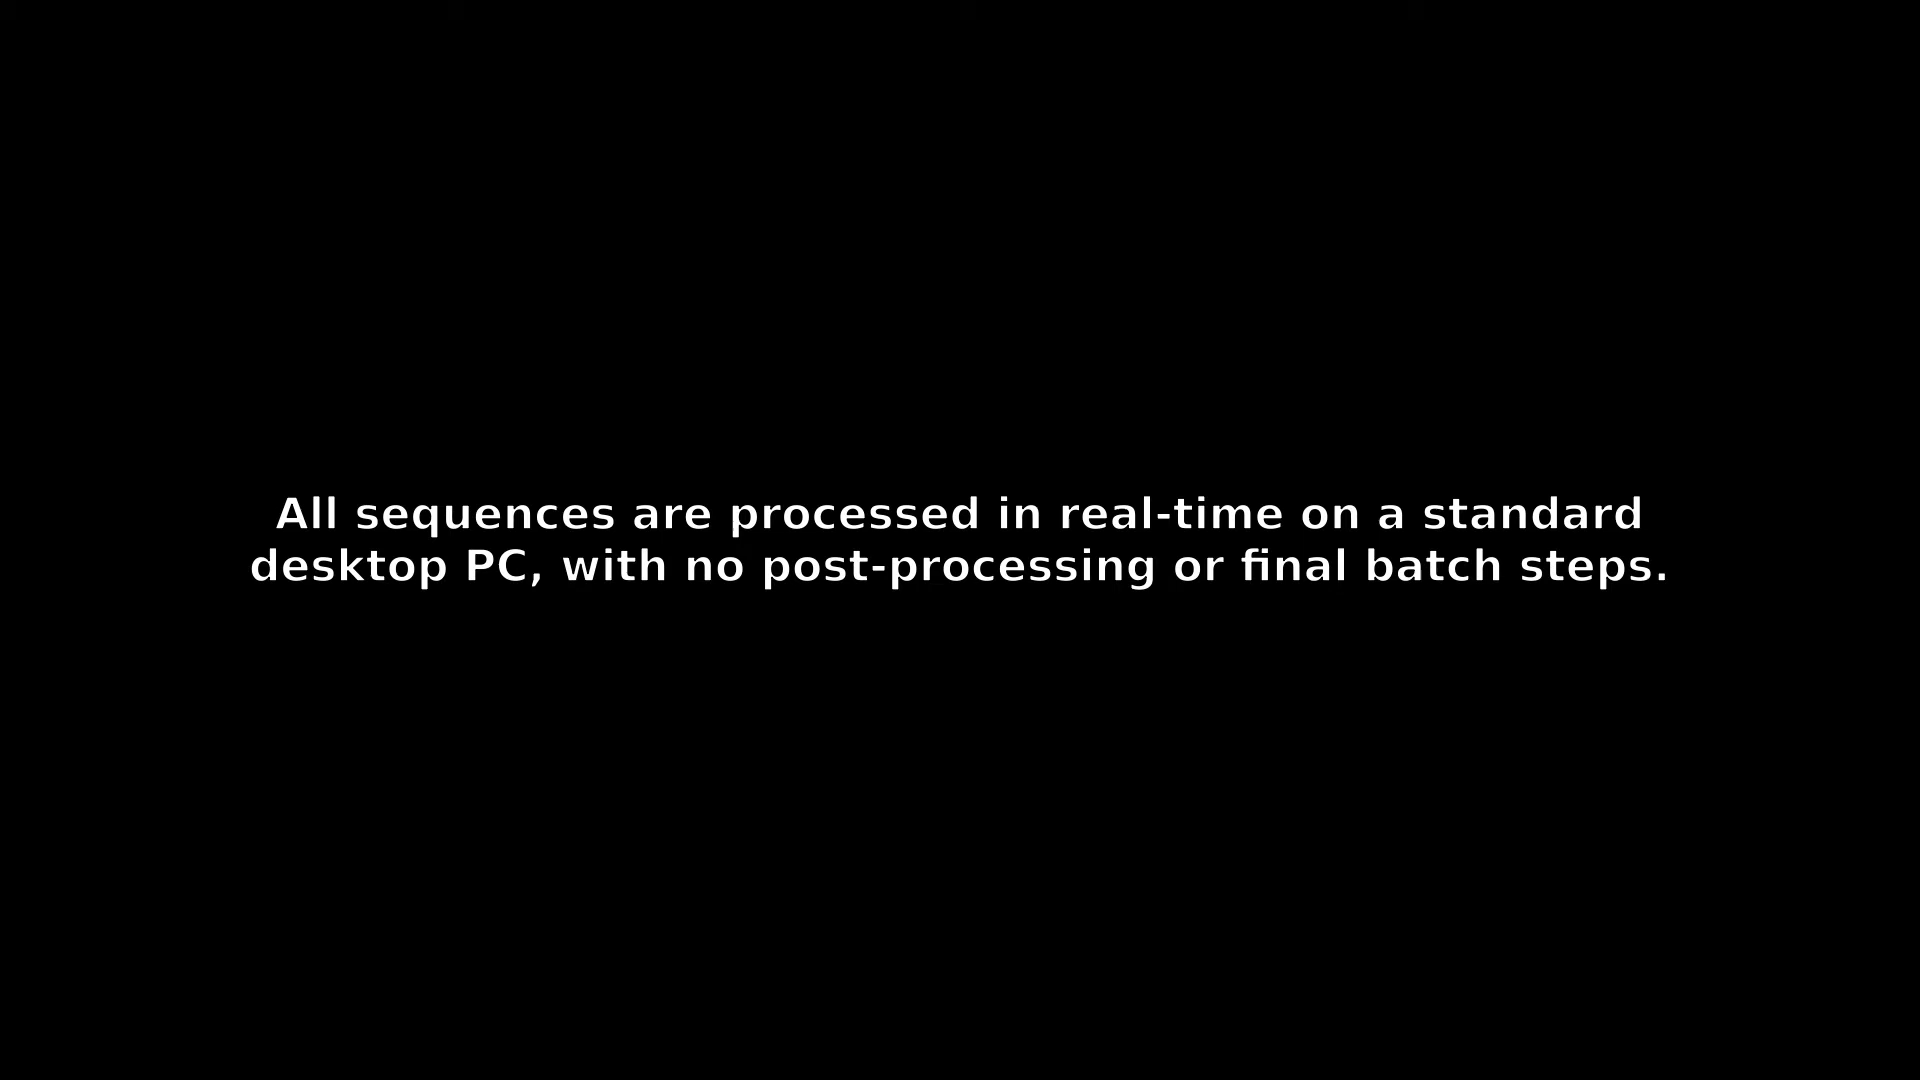 All sequences are processed in real-time on a standard
desktop PC, with no post-processing or final batch steps.